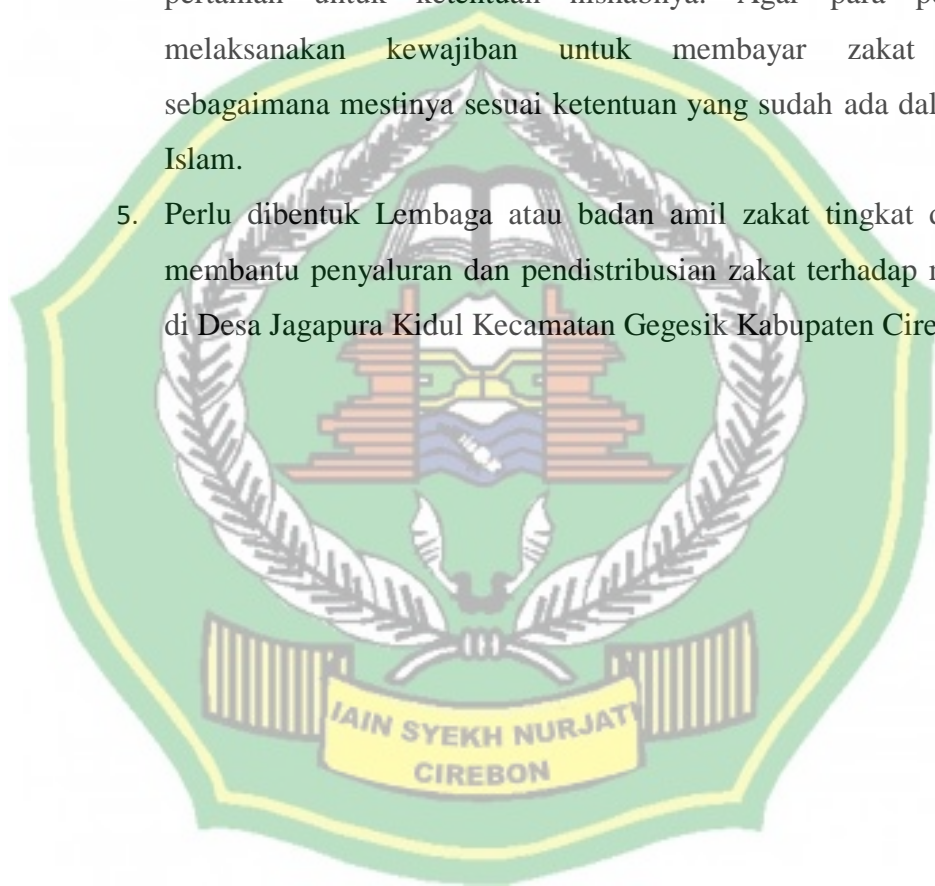 pertanian untuk ketentuan nishabnya. Agar para
melaksanakan kewajiban untuk membayar zakat
sebagaimana mestinya sesuai ketentuan yang sudah ada
Islam.
5. Perlu dibentuk Lembaga atau badan amil zakat tingkat
membantu penyaluran dan pendistribusian zakat terhadap
di Desa Jagapura Kidul Kecamatan Gegesik Kabupaten
IAIN SYEKH NURJATI
CIREBON